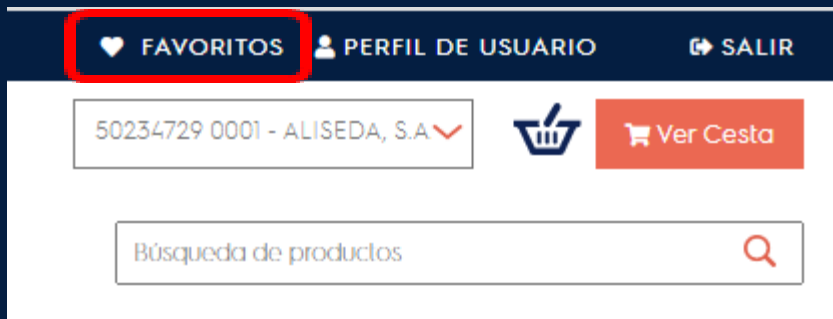 FAVORITOS PERFIL DE USUARIO SALIR
50234729 0001 - ALISEDA, S.A
Ver Cesta
Búsqueda de productos